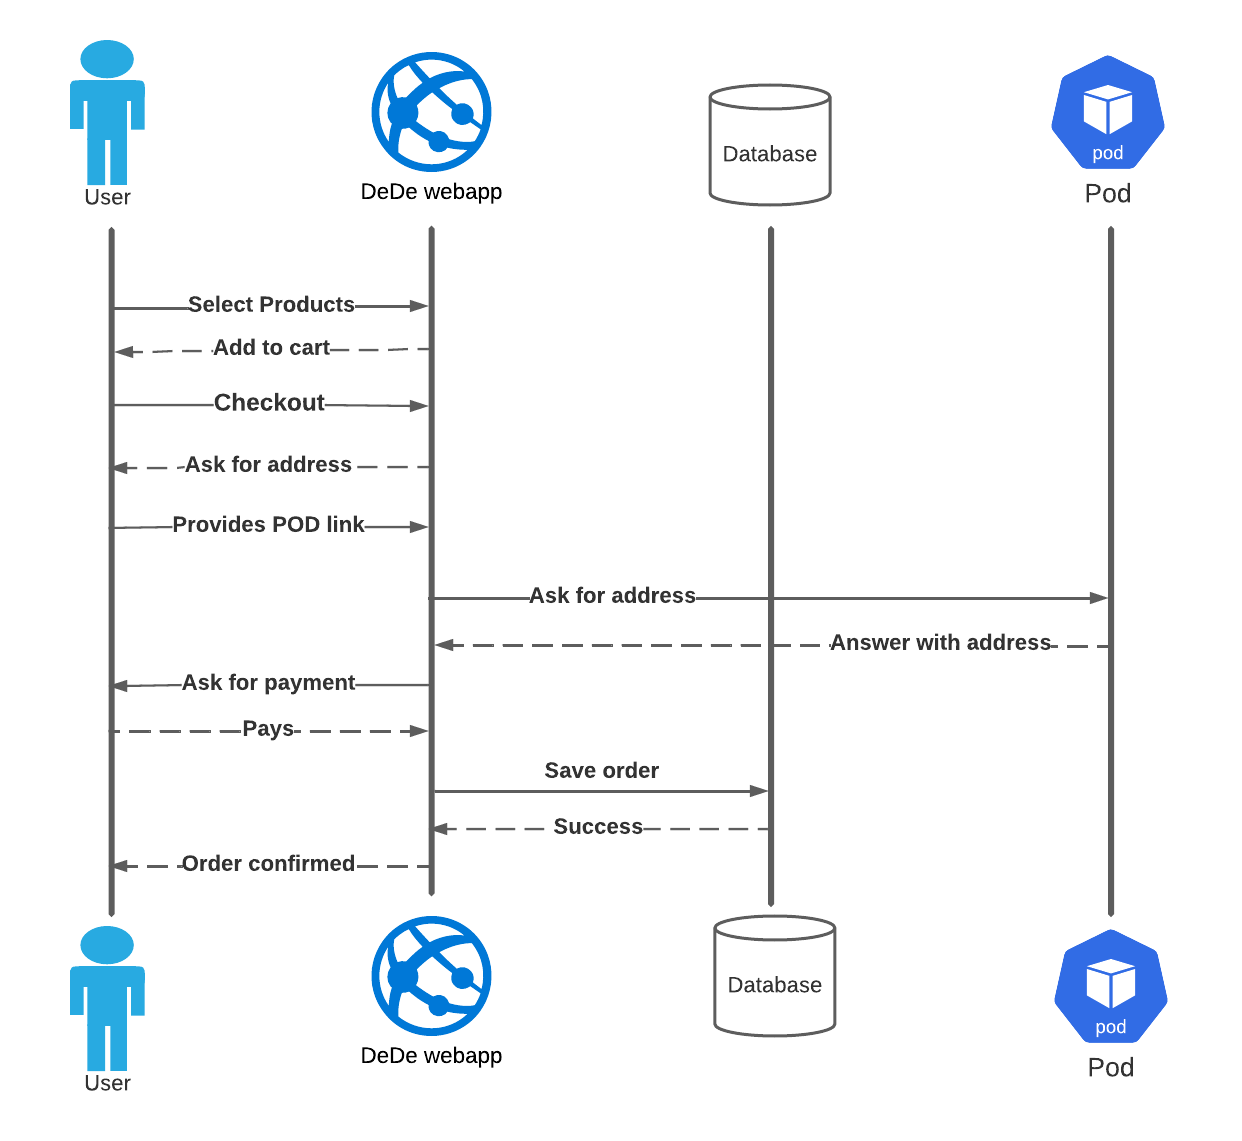 User
DeDe webapp
Database
pod
Pod
Select Products
Add to cart
Checkout
Ask for address
Provides POD link
Ask for address
Answer with address
Ask for payment
Pays
Save order
Success
Order confirmed
User
DeDe webapp
Database
pod
Pod